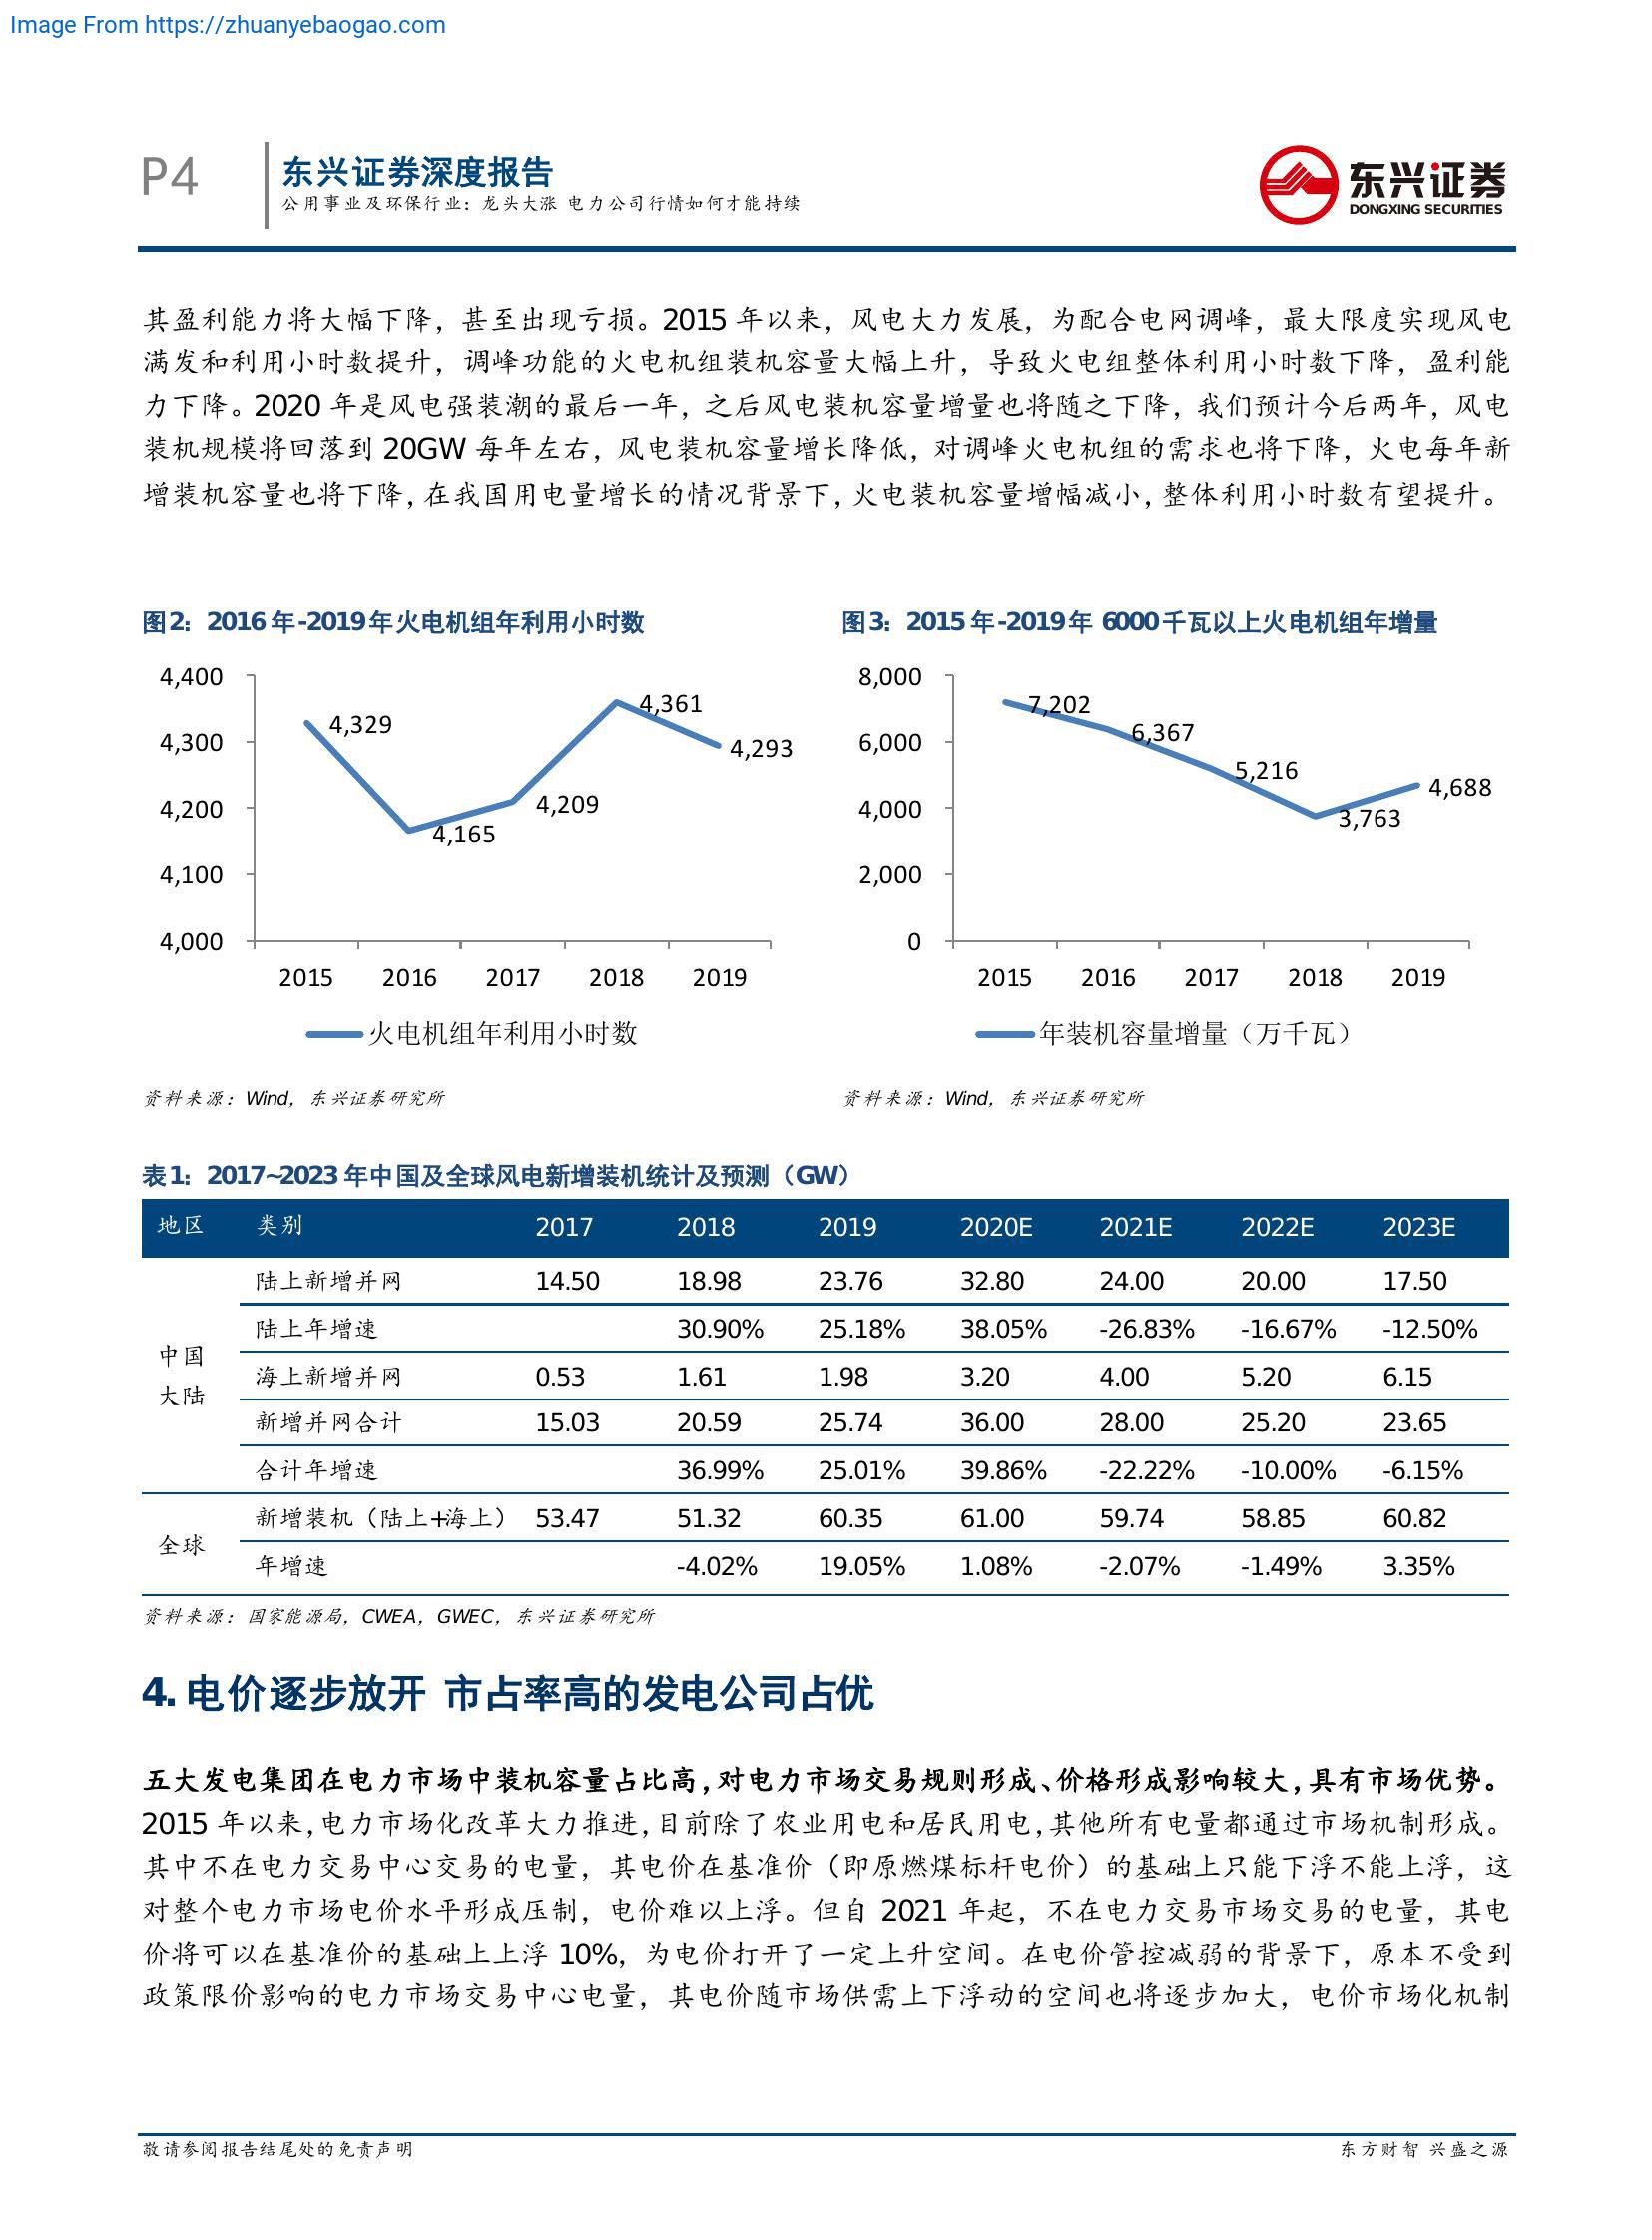 Image From https://zhuanyebaogao.com
P4
东兴证券深度报告
公用事业及环保行业：龙头大涨 电力公司行情如何才能持续
东兴证券
DONGXING SECURITIES
其盈利能力将大幅下降，甚至出现亏损。2015 年以来，风电大力发展，为配合电网调峰，最大限度实现风电
满发和利用小时数提升，调峰功能的火电机组装机容量大幅上升，导致火电组整体利用小时数下降，盈利能
力下降。2020 年是风电强装潮的最后一年，之后风电装机容量增量也将随之下降，我们预计今后两年，风电
装机规模将回落到 20GW 每年左右，风电装机容量增长降低，对调峰火电机组的需求也将下降，火电每年新
增装机容量也将下降，在我国用电量增长的情况背景下，火电装机容量增幅减小，整体利用小时数有望提升。
图2：2016 年-2019 年火电机组年利用小时数
4,400
4,300
4,200
4,100
4,000
4,329
4,165
4,209
4,361
4,293
2015 2016 2017 2018 2019
火电机组年利用小时数
资料来源：Wind，东兴证券研究所
图3：2015 年-2019 年 6000 千瓦以上火电机组年增量
8,000
6,000
4,000
2,000
0
7,202
6,367
5,216
3,763
4,688
2015 2016 2017 2018 2019
年装机容量增量（万千瓦）
资料来源：Wind，东兴证券研究所
表1：2017~2023 年中国及全球风电新增装机统计及预测（GW）
地区 类别 2017 2018 2019 2020E 2021E 2022E 2023E
中国
大陆
陆上新增并网 14.50 18.98 23.76 32.80 24.00 20.00 17.50
陆上年增速 30.90% 25.18% 38.05% -26.83% -16.67% -12.50%
海上新增并网 0.53 1.61 1.98 3.20 4.00 5.20 6.15
新增并网合计 15.03 20.59 25.74 36.00 28.00 25.20 23.65
合计年增速 36.99% 25.01% 39.86% -22.22% -10.00% -6.15%
全球
新增装机（陆上+海上） 53.47 51.32 60.35 61.00 59.74 58.85 60.82
年增速 -4.02% 19.05% 1.08% -2.07% -1.49% 3.35%
资料来源：国家能源局，CWEA，GWEC，东兴证券研究所
4. 电价逐步放开 市占率高的发电公司占优
五大发电集团在电力市场中装机容量占比高，对电力市场交易规则形成、价格形成影响较大，具有市场优势。
2015 年以来，电力市场化改革大力推进，目前除了农业用电和居民用电，其他所有电量都通过市场机制形成。
其中不在电力交易中心交易的电量，其电价在基准价（即原燃煤标杆电价）的基础上只能下浮不能上浮，这
对整个电力市场电价水平形成压制，电价难以上浮。但自 2021 年起，不在电力交易市场交易的电量，其电
价将可以在基准价的基础上上浮 10%，为电价打开了一定上升空间。在电价管控减弱的背景下，原本不受到
政策限价影响的电力市场交易中心电量，其电价随市场供需上下浮动的空间也将逐步加大，电价市场化机制
敬请参阅报告结尾处的免责声明
东方财智 兴盛之源